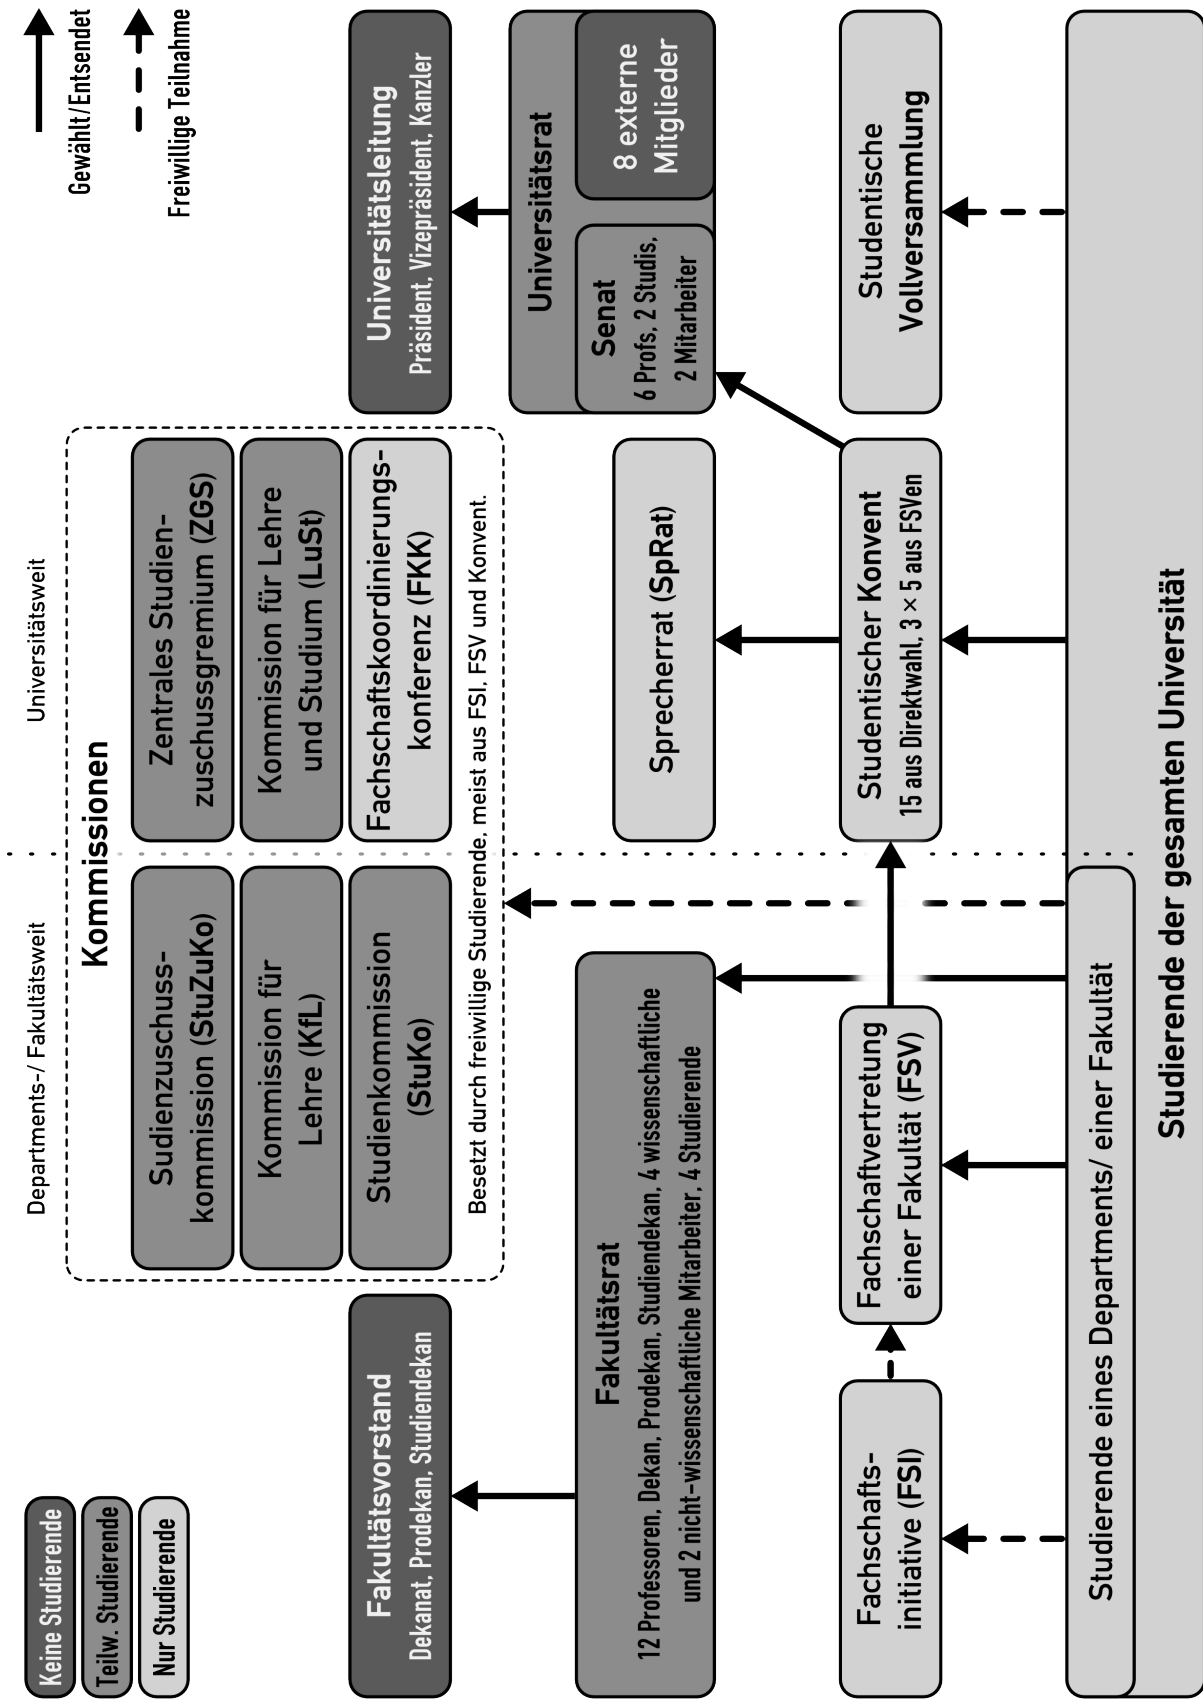 Keine Studierende
Teilw. Studierende
Nur Studierende
Departments-/ Fakultätsweit
Universitätsweit
Gewählt/Entsendet
Freiwillige Teilnahme
Kommissionen
Sudienzuschuss-
kommission (StuZuKo)
Zentrales Studien-
zuschussgremium (ZGS)
Kommission für
Lehre (KfL)
Kommission für Lehre
und Studium (LuSt)
Studienkommission
(StuKo)
Fachschaftskoordinierungs-
konferenz (FKK)
Besetzt durch freiwillige Studierende, meist aus FSI, FSV und Konvent.
Fakultätsvorstand
Dekanat, Prodekan, Studiendekan
Universitätsleitung
Präsident, Vizepräsident, Kanzler
Fakultätsrat
12 Professoren, Dekan, Prodekan, Studiendekan, 4 wissenschaftliche
und 2 nicht-wissenschaftliche Mitarbeiter, 4 Studierende
Sprecherrat (SpRat)
Universitätsrat
Senat
6 Profs, 2 Studis,
2 Mitarbeiter
8 externe
Mitglieder
Fachschafts-
initiative (FSI)
Fachschaftvertretung
einer Fakultät (FSV)
Studentischer Konvent
15 aus Direktwahl, 3 × 5 aus FSVen
Studentische
Vollversammlung
Studierende eines Departments/ einer Fakultät
Studierende der gesamten Universität